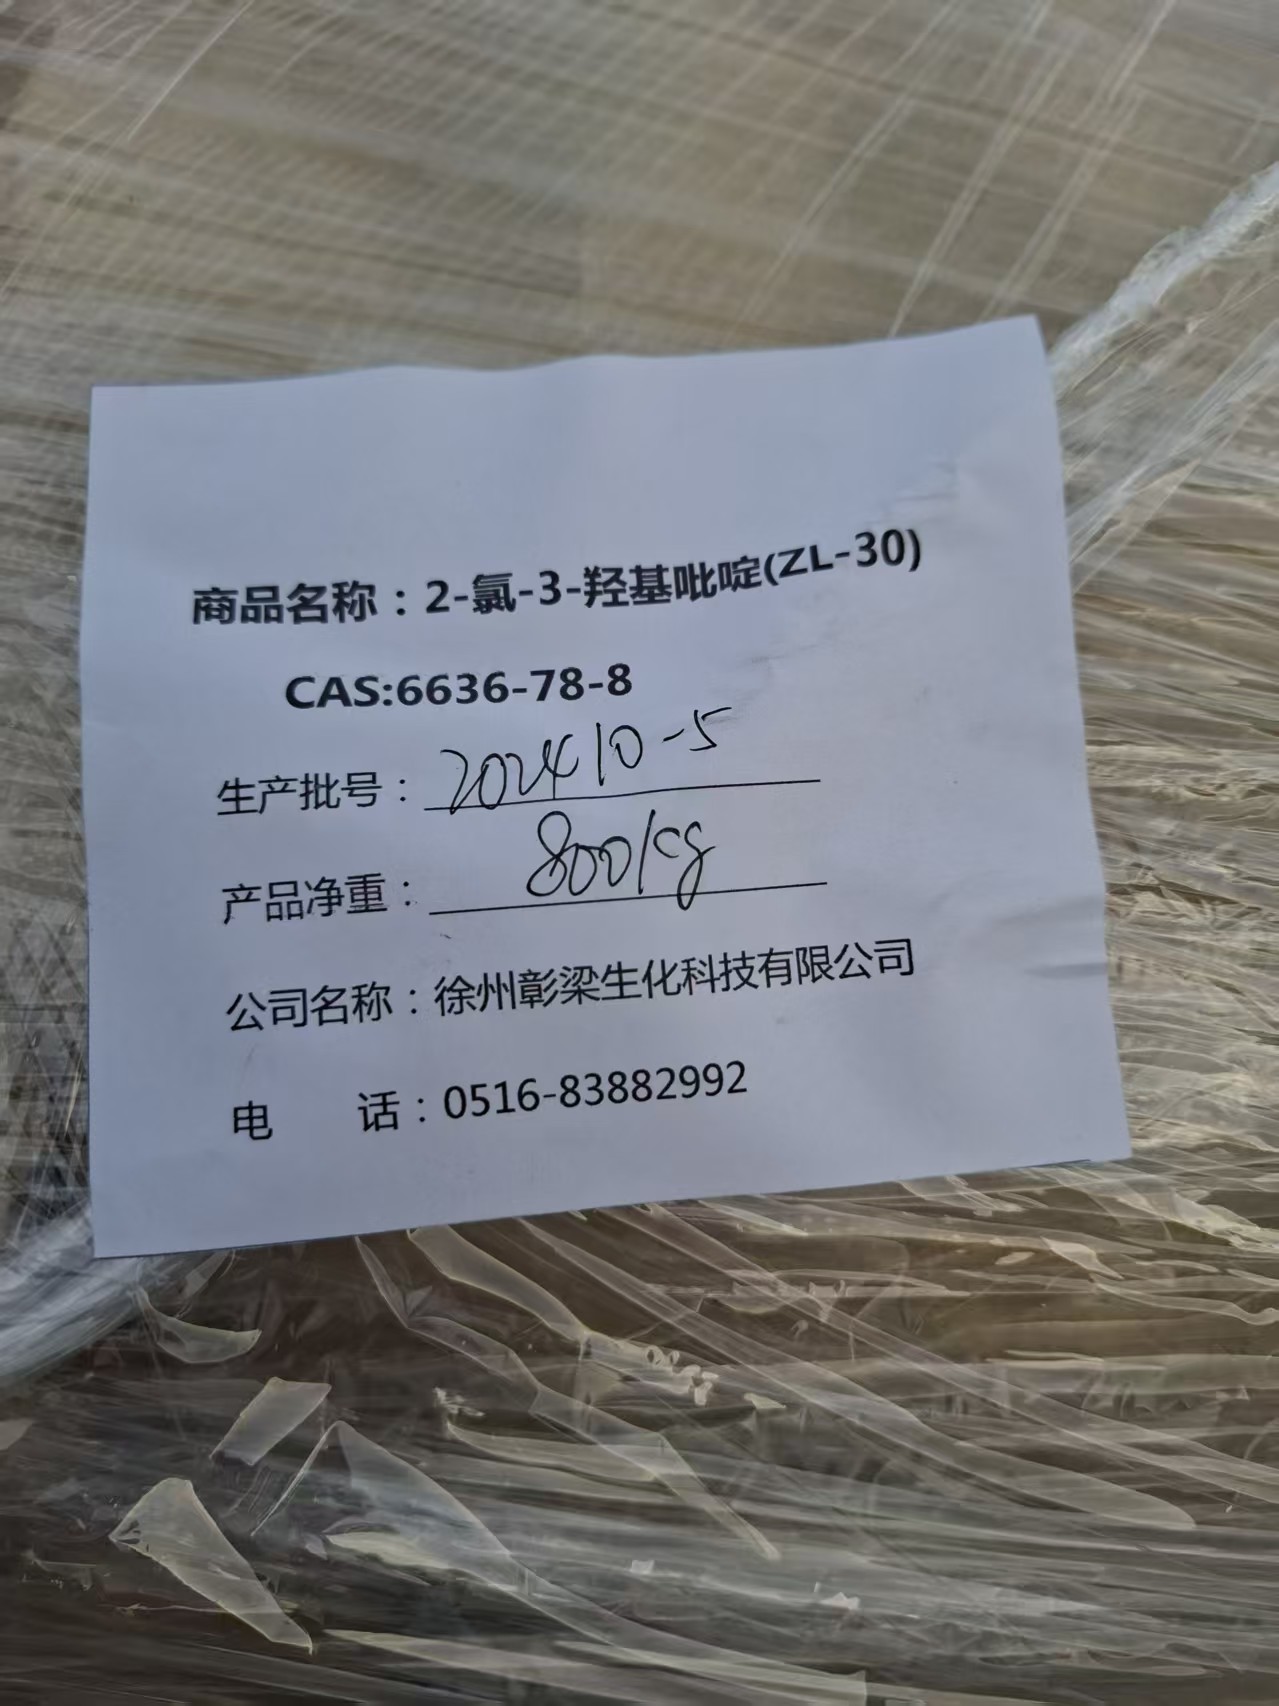 商品名称：2-氯-3-羟基吡啶(ZL-30)
CAS:6636-78-8
生产批号：202410-5
产品净重：800kg
公司名称：徐州彰梁生化科技有限公司
电 话：0516-83882992